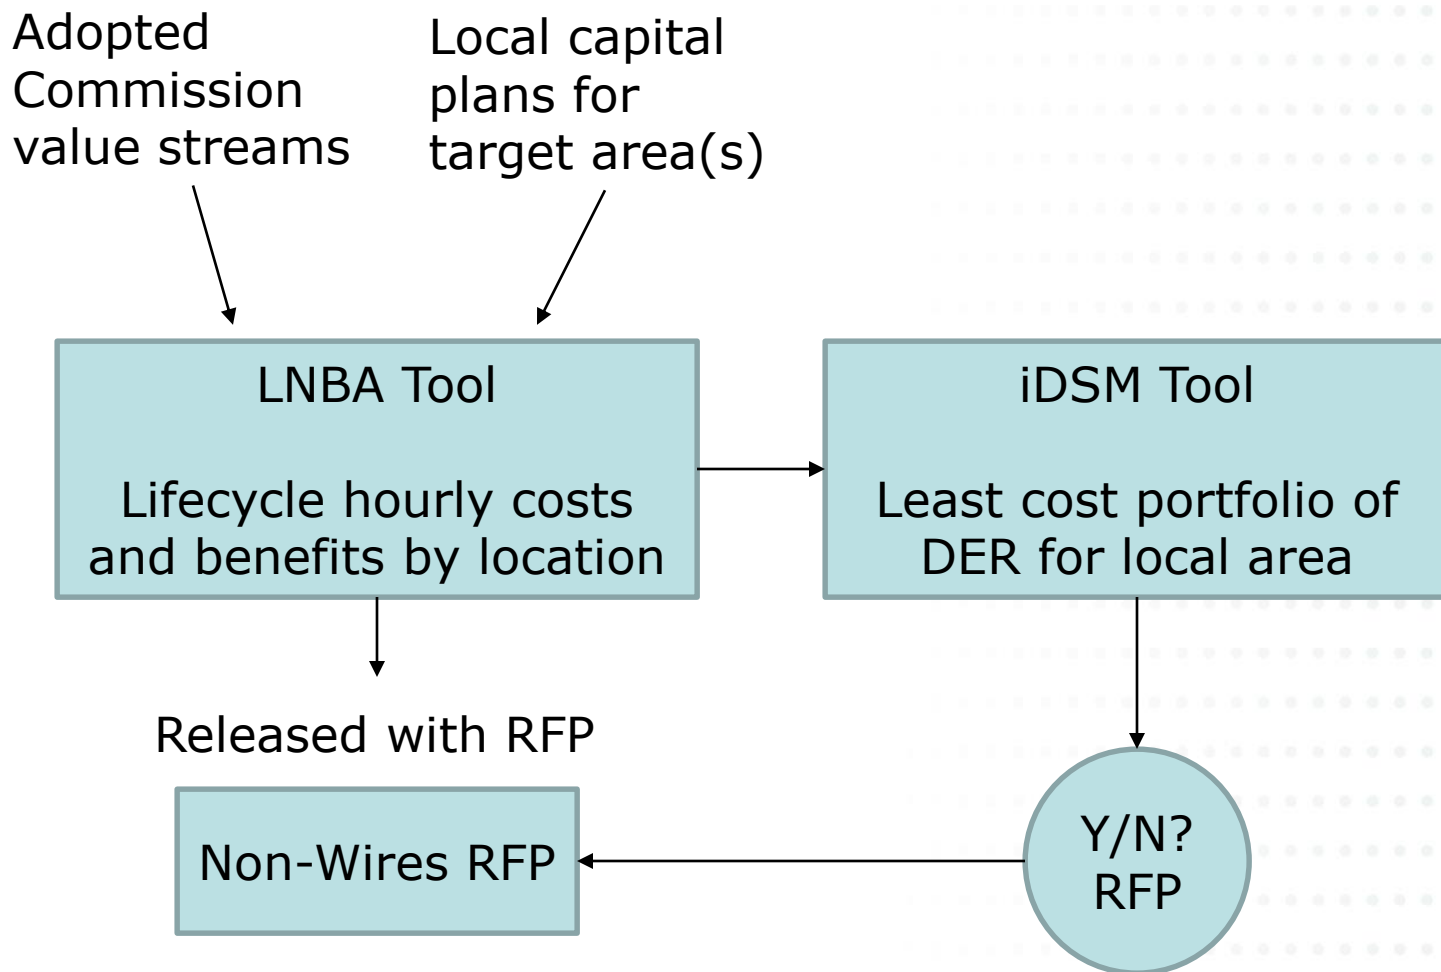 Adopted
Commission
value streams
Local capital
plans for
target area(s)
LNBA Tool
Lifecycle hourly costs
and benefits by location
iDSM Tool
Least cost portfolio of
DER for local area
Released with RFP
Non-Wires RFP
Y/N?
RFP